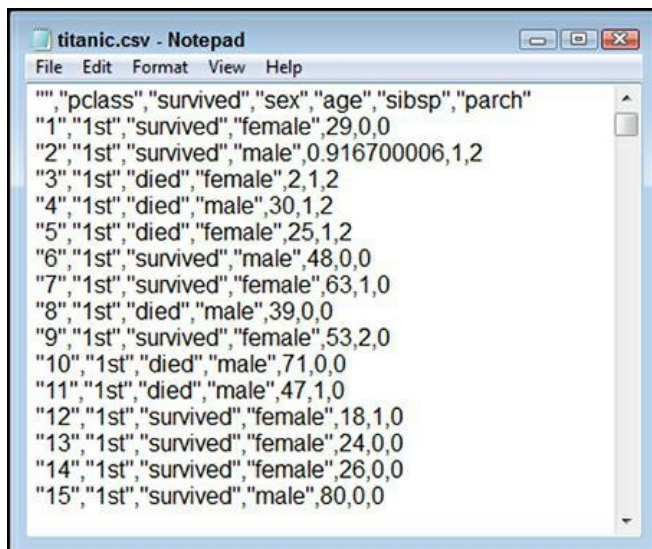 titanic.csv - Notepad
File Edit Format View Help
"","pclass","survived","sex","age","sibsp","parch"
"1","1st","survived","female",29,0,0
"2","1st","survived","male",0.916700006,1,2
"3","1st","died","female",2,1,2
"4","1st","died","male",30,1,2
"5","1st","died","female",25,1,2
"6","1st","survived","male",48,0,0
"7","1st","survived","female",63,1,0
"8","1st","died","male",39,0,0
"9","1st","survived","female",53,2,0
"10","1st","died","male",71,0,0
"11","1st","died","male",47,1,0
"12","1st","survived","female",18,1,0
"13","1st","survived","female",24,0,0
"14","1st","survived","female",26,0,0
"15","1st","survived","male",80,0,0